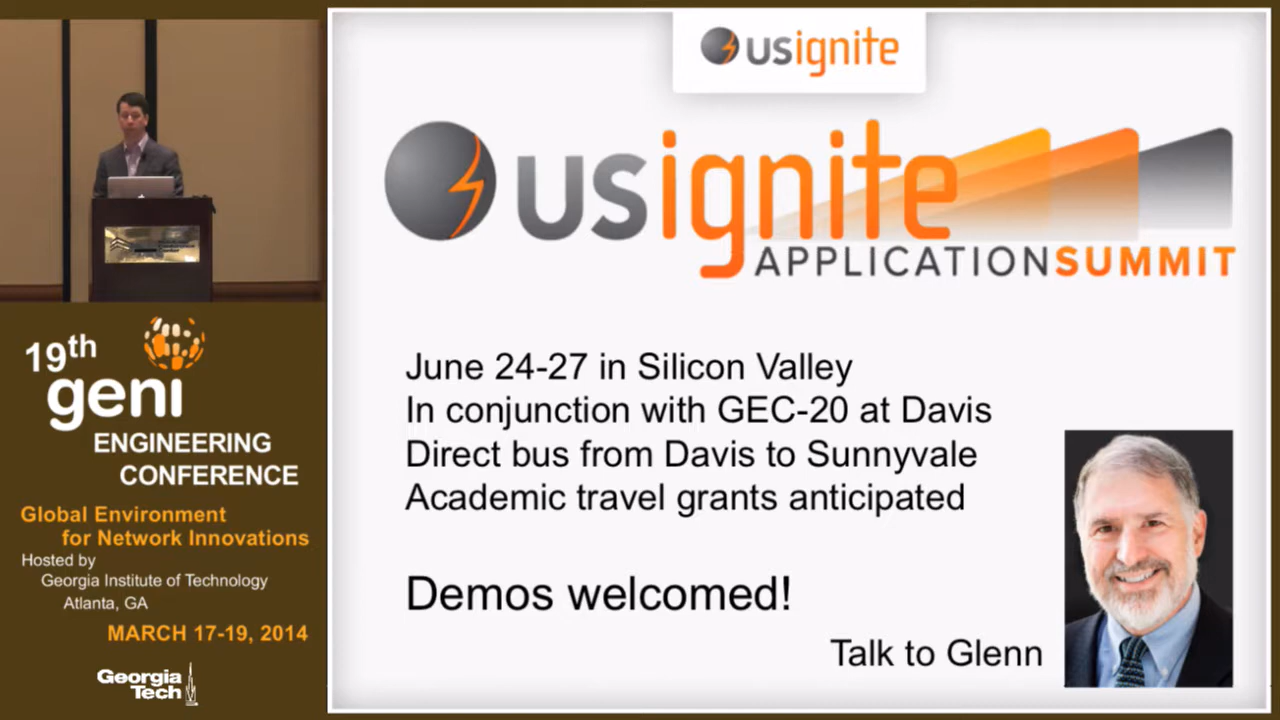 usignite
usignite
APPLICATIONSUMMIT
June 24-27 in Silicon Valley
In conjunction with GEC-20 at Davis
Direct bus from Davis to Sunnyvale
Academic travel grants anticipated
Demos welcomed!
Talk to Glenn
19th
geni
ENGINEERING
CONFERENCE
Global Environment
for Network Innovations
Hosted by
Georgia Institute of Technology
Atlanta, GA
MARCH 17-19, 2014
Georgia
Tech